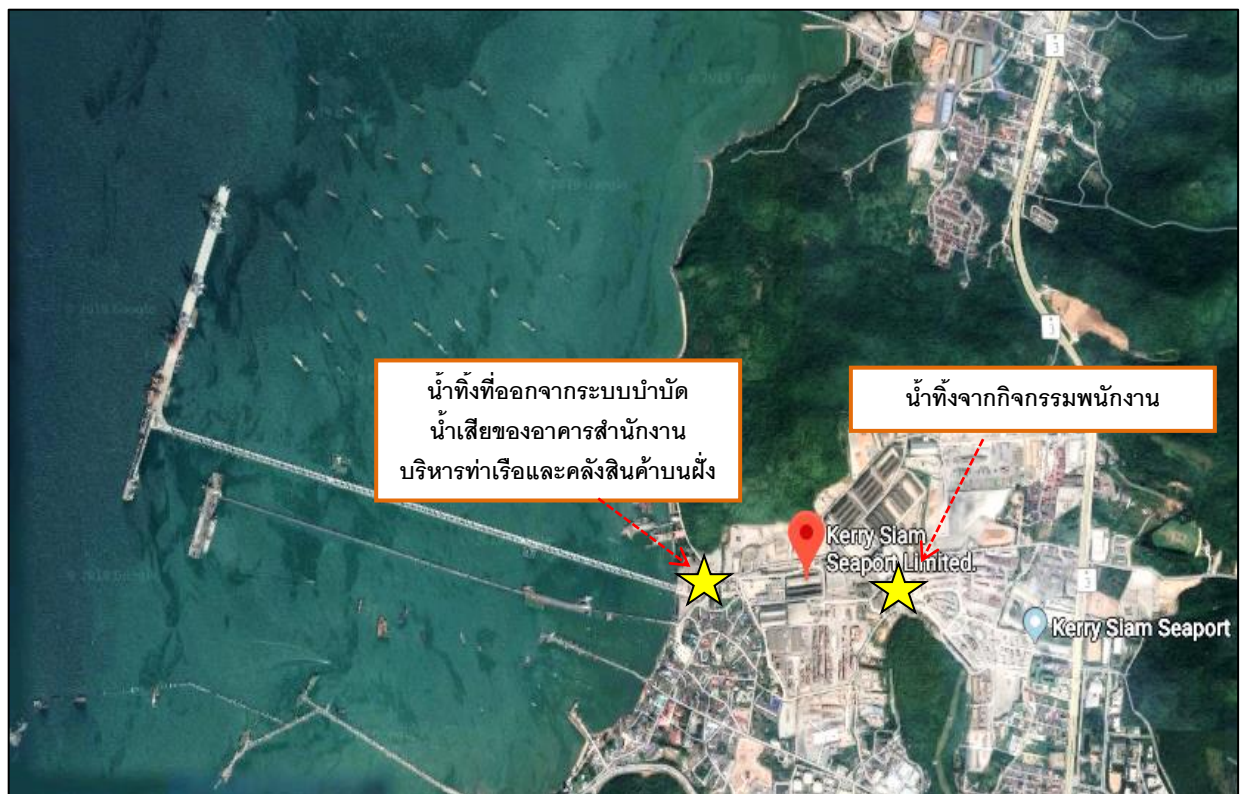 น้ำทิ้งที่ออกจากระบบบำบัด
น้ำเสียของอาคารสำนักงาน
บริหารท่าเรือและคลังสินค้าบนฝั่ง
น้ำทิ้งจากกิจกรรมพนักงาน
3
3
Kerry Siam
Seaport Limited.
3
Kerry Siam Seaport